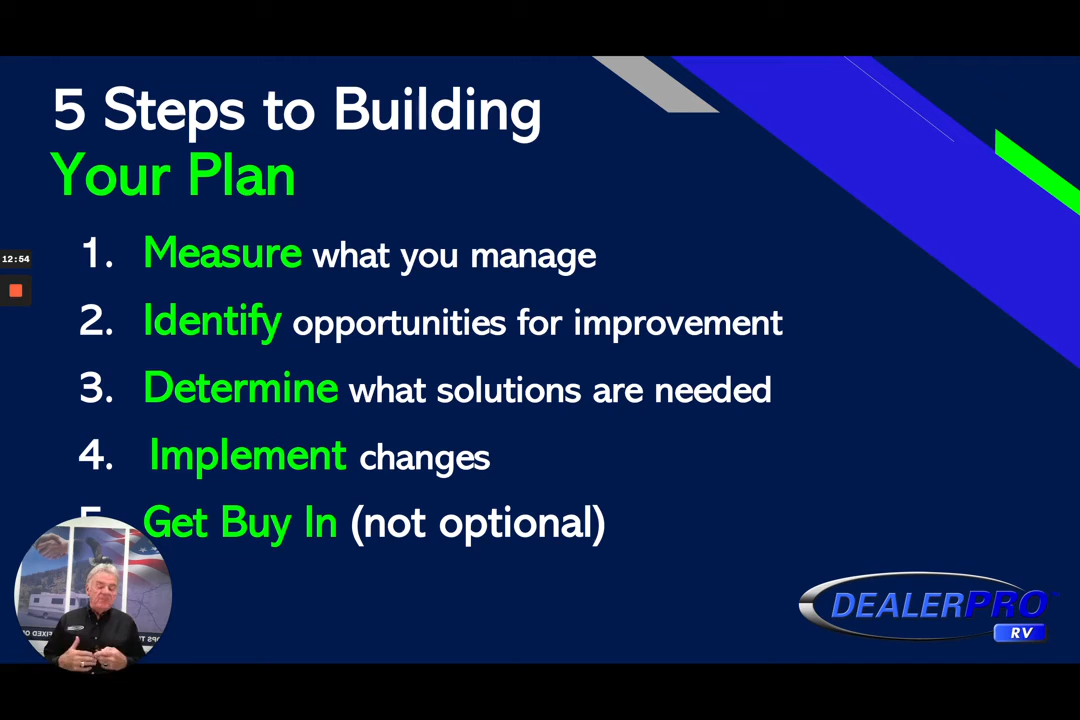 5 Steps to Building
Your Plan
1. Measure what you manage
2. Identify opportunities for improvement
3. Determine what solutions are needed
4. Implement changes
Get Buy In (not optional)
12:54
DEALERPRO
RV